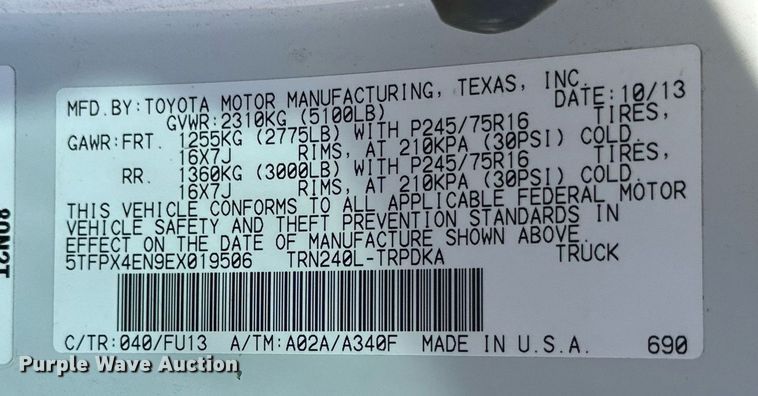 MFD.BY:TOYOTA MOTOR MANUFACTURING, TEXAS, INC.
GVWR:2310KG (5100LB) DATE:10/13
GAWR:FRT. 1255KG (2775LB) WITH P245/75R16 TIRES,
16X7J RIMS, AT 210KPA (30PSI) COLD.
RR. 1360KG (3000LB) WITH P245/75R16 TIRES,
16X7J RIMS, AT 210KPA (30PSI) COLD.
THIS VEHICLE CONFORMS TO ALL APPLICABLE FEDERAL MOTOR
VEHICLE SAFETY AND THEFT PREVENTION STANDARDS IN
EFFECT ON THE DATE OF MANUFACTURE SHOWN ABOVE.
5TFPX4EN9EX019506 TRN240L-TRPDKA TRUCK
C/TR:040/FU13 A/TM:A02A/A340F MADE IN U.S.A. 690
Purple Wave Auction